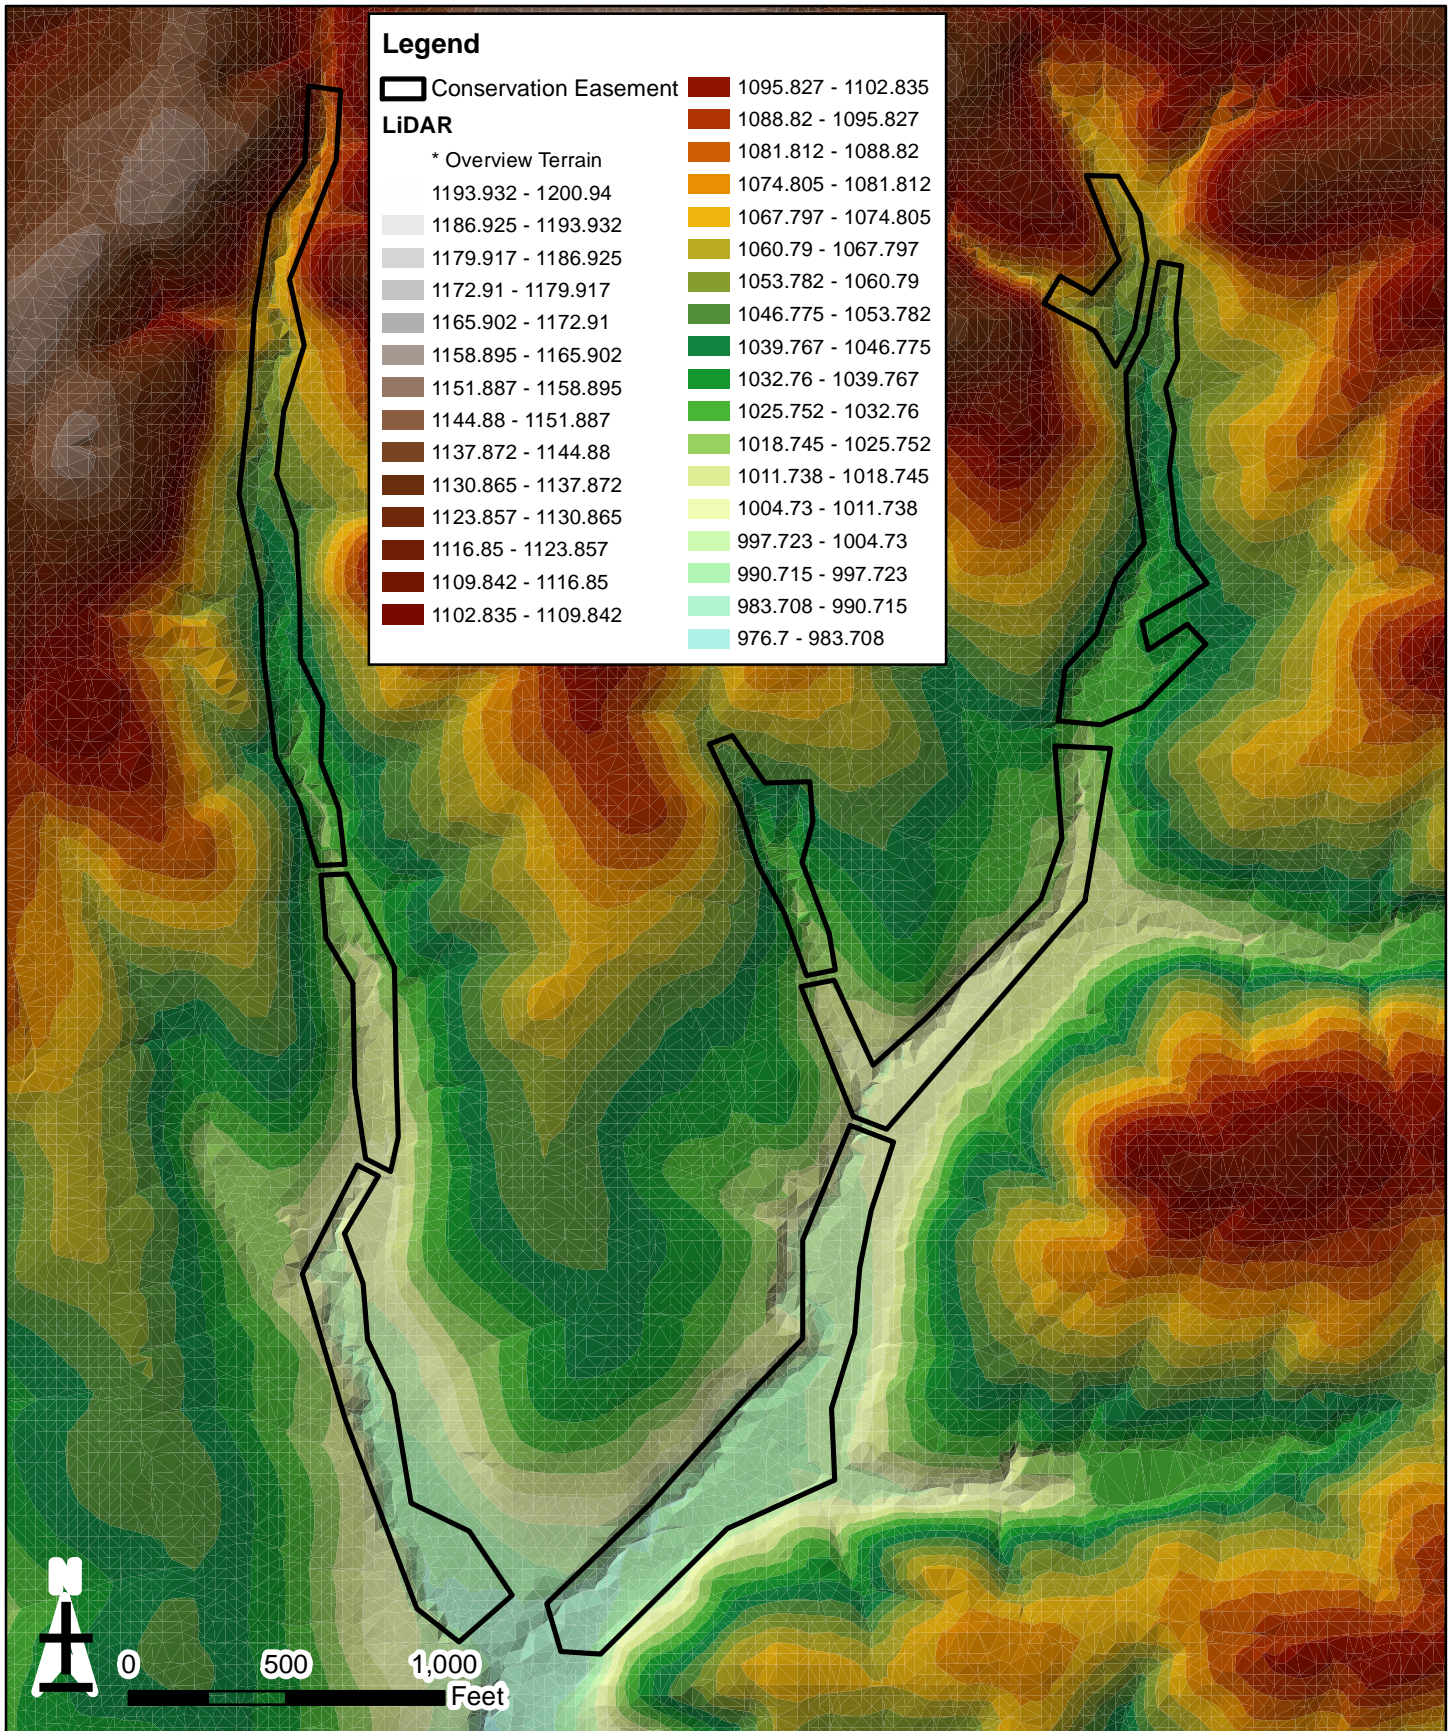 Legend
Conservation Easement
LiDAR
* Overview Terrain
1193.932 - 1200.94
1186.925 - 1193.932
1179.917 - 1186.925
1172.91 - 1179.917
1165.902 - 1172.91
1158.895 - 1165.902
1151.887 - 1158.895
1144.88 - 1151.887
1137.872 - 1144.88
1130.865 - 1137.872
1123.857 - 1130.865
1116.85 - 1123.857
1109.842 - 1116.85
1102.835 - 1109.842
1095.827 - 1102.835
1088.82 - 1095.827
1081.812 - 1088.82
1074.805 - 1081.812
1067.797 - 1074.805
1060.79 - 1067.797
1053.782 - 1060.79
1046.775 - 1053.782
1039.767 - 1046.775
1032.76 - 1039.767
1025.752 - 1032.76
1018.745 - 1025.752
1011.738 - 1018.745
1004.73 - 1011.738
997.723 - 1004.73
990.715 - 997.723
983.708 - 990.715
976.7 - 983.708
N
0 500 1,000
Feet